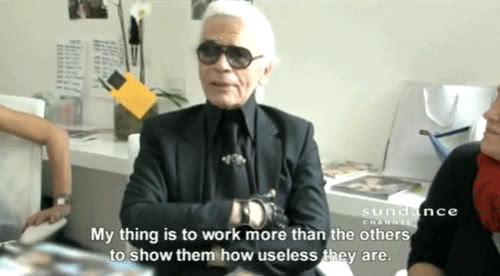 sundance
CHANNEL
My thing is to work more than the others
to show them how useless they are.